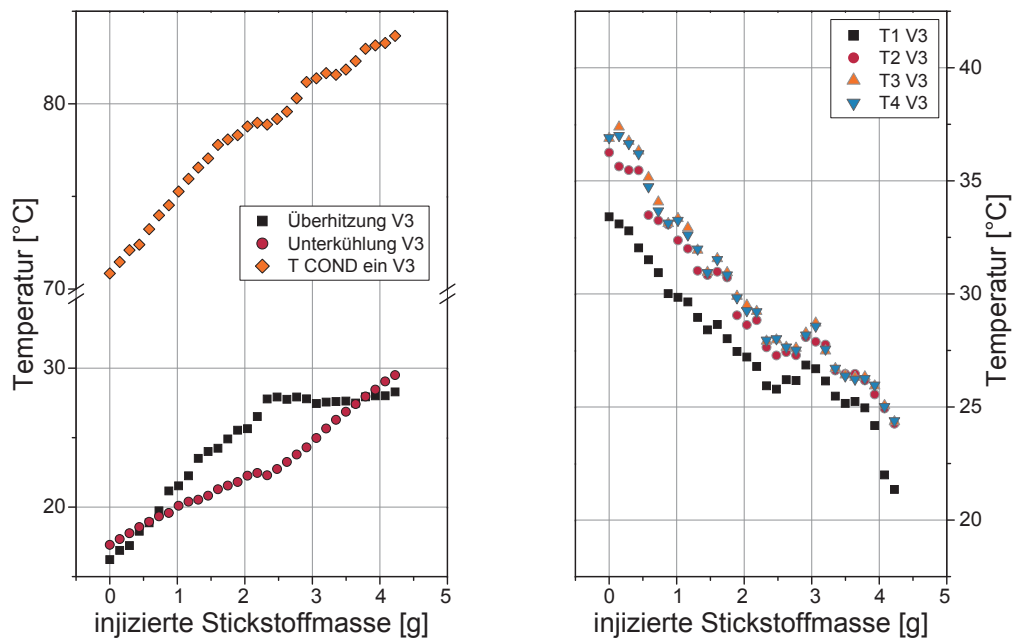 80
70
30
20
Temperatur [°C]
Überhitzung V3
Unterkühlung V3
T COND ein V3
0 1 2 3 4 5
injizierte Stickstoffmasse [g]
T1 V3
T2 V3
T3 V3
T4 V3
40
35
30
25
20
Temperatur [°C]
0 1 2 3 4 5
injizierte Stickstoffmasse [g]